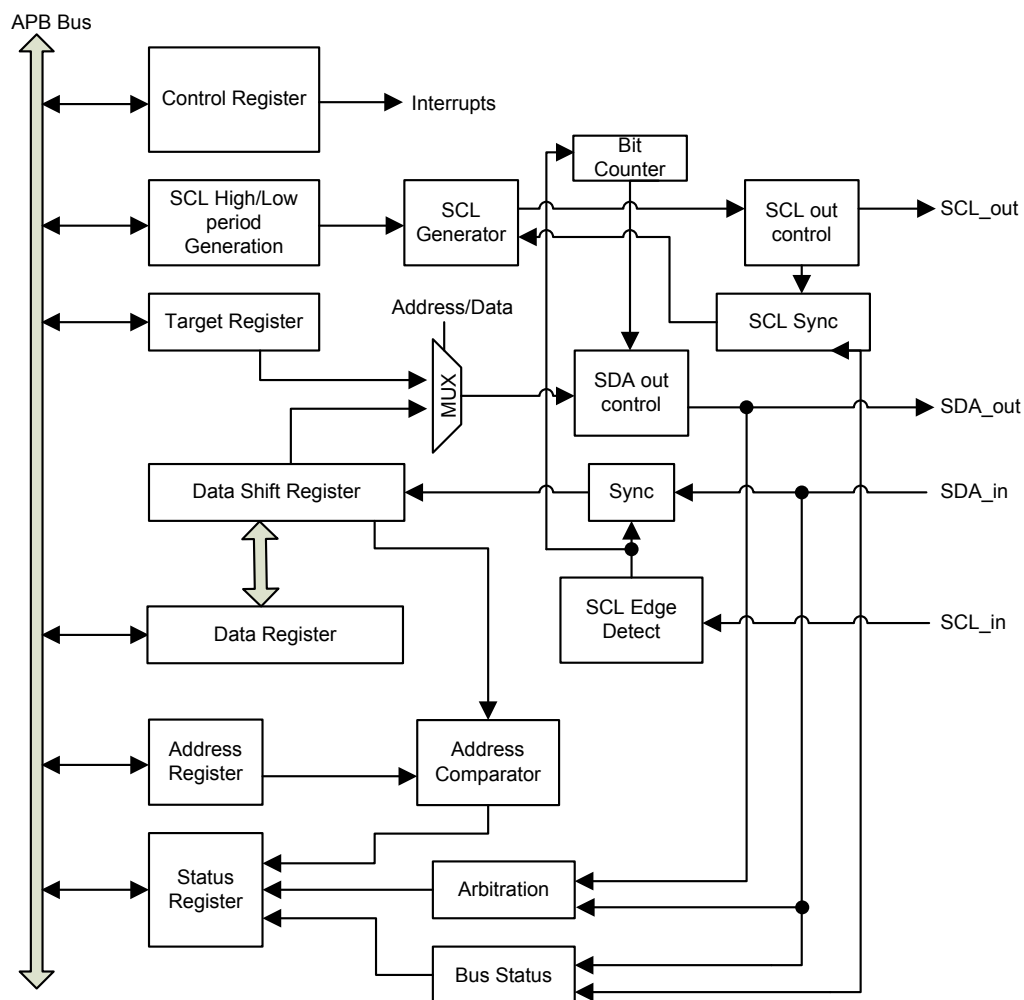 APB Bus
Control Register
Interrupts
Bit
Counter
SCL High/Low
period
Generation
SCL
Generator
SCL out
control
SCL_out
Target Register
Address/Data
MUX
SCL Sync
SDA out
control
SDA_out
Data Shift Register
Sync
SDA_in
SCL Edge
Detect
SCL_in
Data Register
Address
Register
Address
Comparator
Status
Register
Arbitration
Bus Status